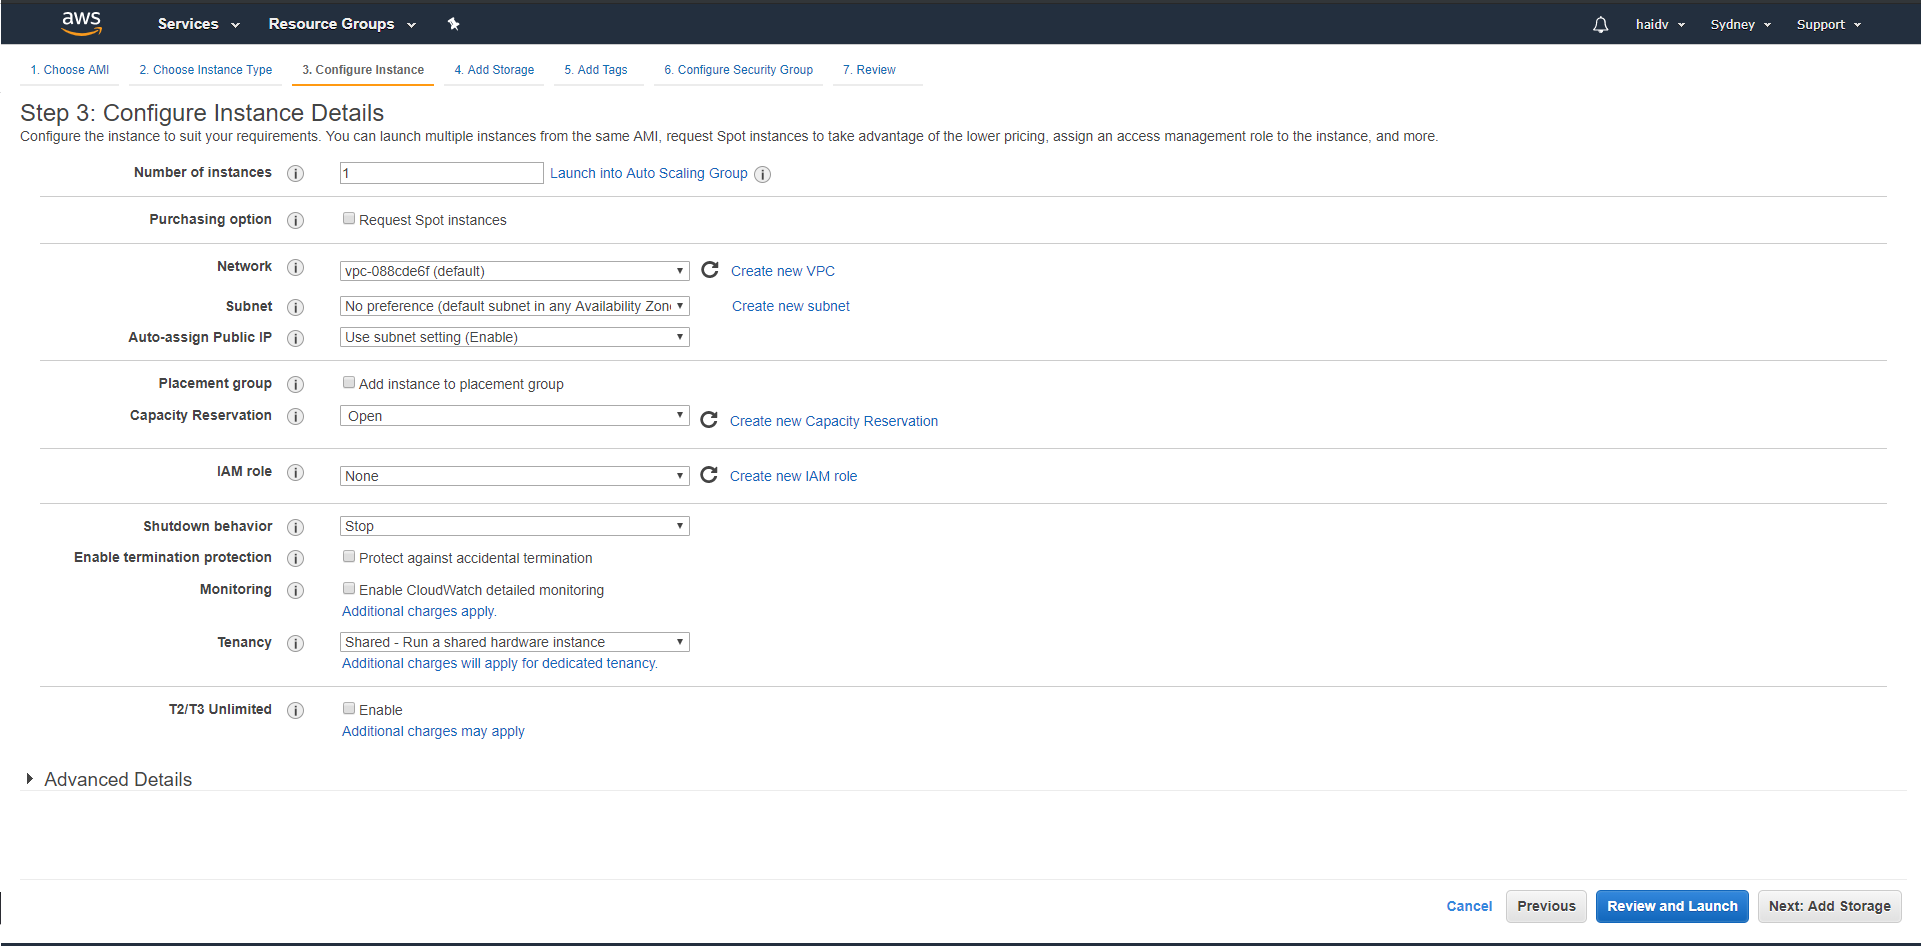 aws Services Resource Groups haidv Sydney Support
1. Choose AMI 2. Choose Instance Type 3. Configure Instance 4. Add Storage 5. Add Tags 6. Configure Security Group 7. Review
Step 3: Configure Instance Details
Configure the instance to suit your requirements. You can launch multiple instances from the same AMI, request Spot instances to take advantage of the lower pricing, assign an access management role to the instance, and more.
Number of instances i 1 Launch into Auto Scaling Group i
Purchasing option i Request Spot instances
Network i vpc-088cde6f (default) Create new VPC
Subnet i No preference (default subnet in any Availability Zon Create new subnet
Auto-assign Public IP i Use subnet setting (Enable)
Placement group i Add instance to placement group
Capacity Reservation i Open Create new Capacity Reservation
IAM role i None Create new IAM role
Shutdown behavior i Stop
Enable termination protection i Protect against accidental termination
Monitoring i Enable CloudWatch detailed monitoring
Additional charges apply.
Tenancy i Shared - Run a shared hardware instance
Additional charges will apply for dedicated tenancy.
T2/T3 Unlimited i Enable
Additional charges may apply
Advanced Details
Cancel Previous Review and Launch Next: Add Storage